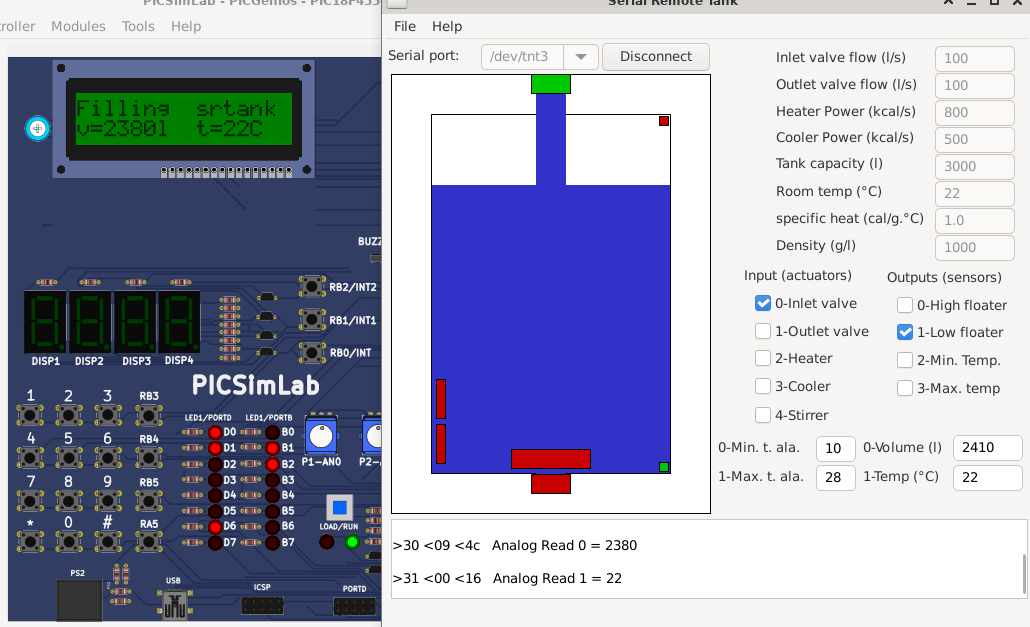 PICSimLab - PICGenios - PIC18F45
Serial Remote Tank
roller Modules Tools Help
File Help
Serial port: /dev/tnt3 Disconnect
Filling srtank
v=2380l t=22C
Inlet valve flow (l/s) 100
Outlet valve flow (l/s) 100
Heater Power (kcal/s) 800
Cooler Power (kcal/s) 500
Tank capacity (l) 3000
Room temp (°C) 22
specific heat (cal/g.°C) 1.0
Density (g/l) 1000
Input (actuators) Outputs (sensors)
0-Inlet valve 0-High floater
1-Outlet valve 1-Low floater
2-Heater 2-Min. Temp.
3-Cooler 3-Max. temp
4-Stirrer
0-Min. t. ala. 10 0-Volume (l) 2410
1-Max. t. ala. 28 1-Temp (°C) 22
>30 <09 <4c Analog Read 0 = 2380
>31 <00 <16 Analog Read 1 = 22
BUZZ
RB2/INT2
RB1/INT1
RB0/INT
DISP1 DISP2 DISP3 DISP4
PICSimLab
1 2 3 RB3
4 5 6 RB4
7 8 9 RB5
* 0 # RA5
LED1/PORTD LED1/PORTB
D0 B0
D1 B1
D2 B2
D3 B3
D4 B4
D5 B5
D6 B6
D7 B7
P1-AN0 P2-
LOAD/RUN
PS2 USB ICSP PORTD